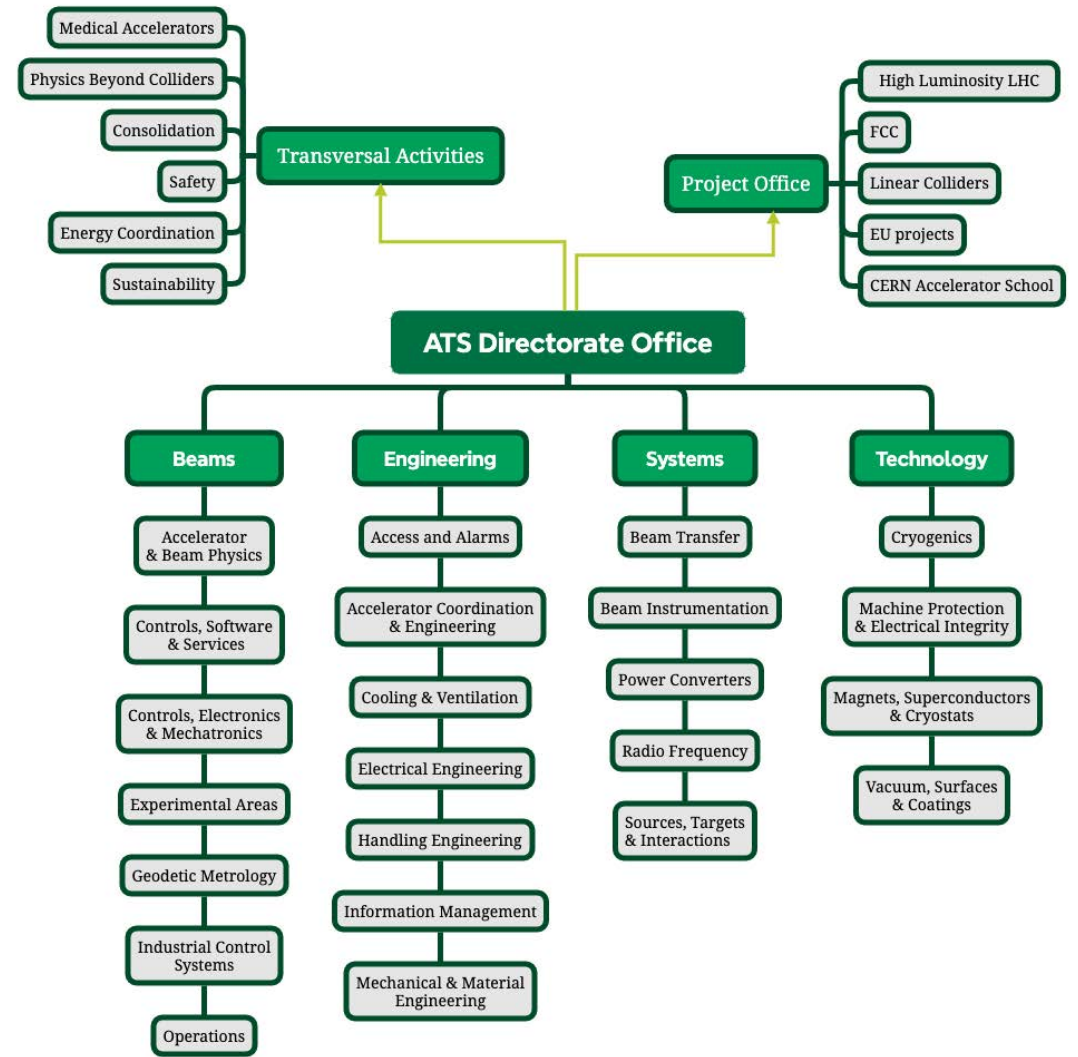 Medical Accelerators
Physics Beyond Colliders
Consolidation
Safety
Energy Coordination
Sustainability
Transversal Activities
Project Office
High Luminosity LHC
FCC
Linear Colliders
EU projects
CERN Accelerator School
ATS Directorate Office
Beams
Accelerator
& Beam Physics
Controls, Software
& Services
Controls, Electronics
& Mechatronics
Experimental Areas
Geodetic Metrology
Industrial Control
Systems
Operations
Engineering
Access and Alarms
Accelerator Coordination
& Engineering
Cooling & Ventilation
Electrical Engineering
Handling Engineering
Information Management
Mechanical & Material
Engineering
Systems
Beam Transfer
Beam Instrumentation
Power Converters
Radio Frequency
Sources, Targets
& Interactions
Technology
Cryogenics
Machine Protection
& Electrical Integrity
Magnets, Superconductors
& Cryostats
Vacuum, Surfaces
& Coatings